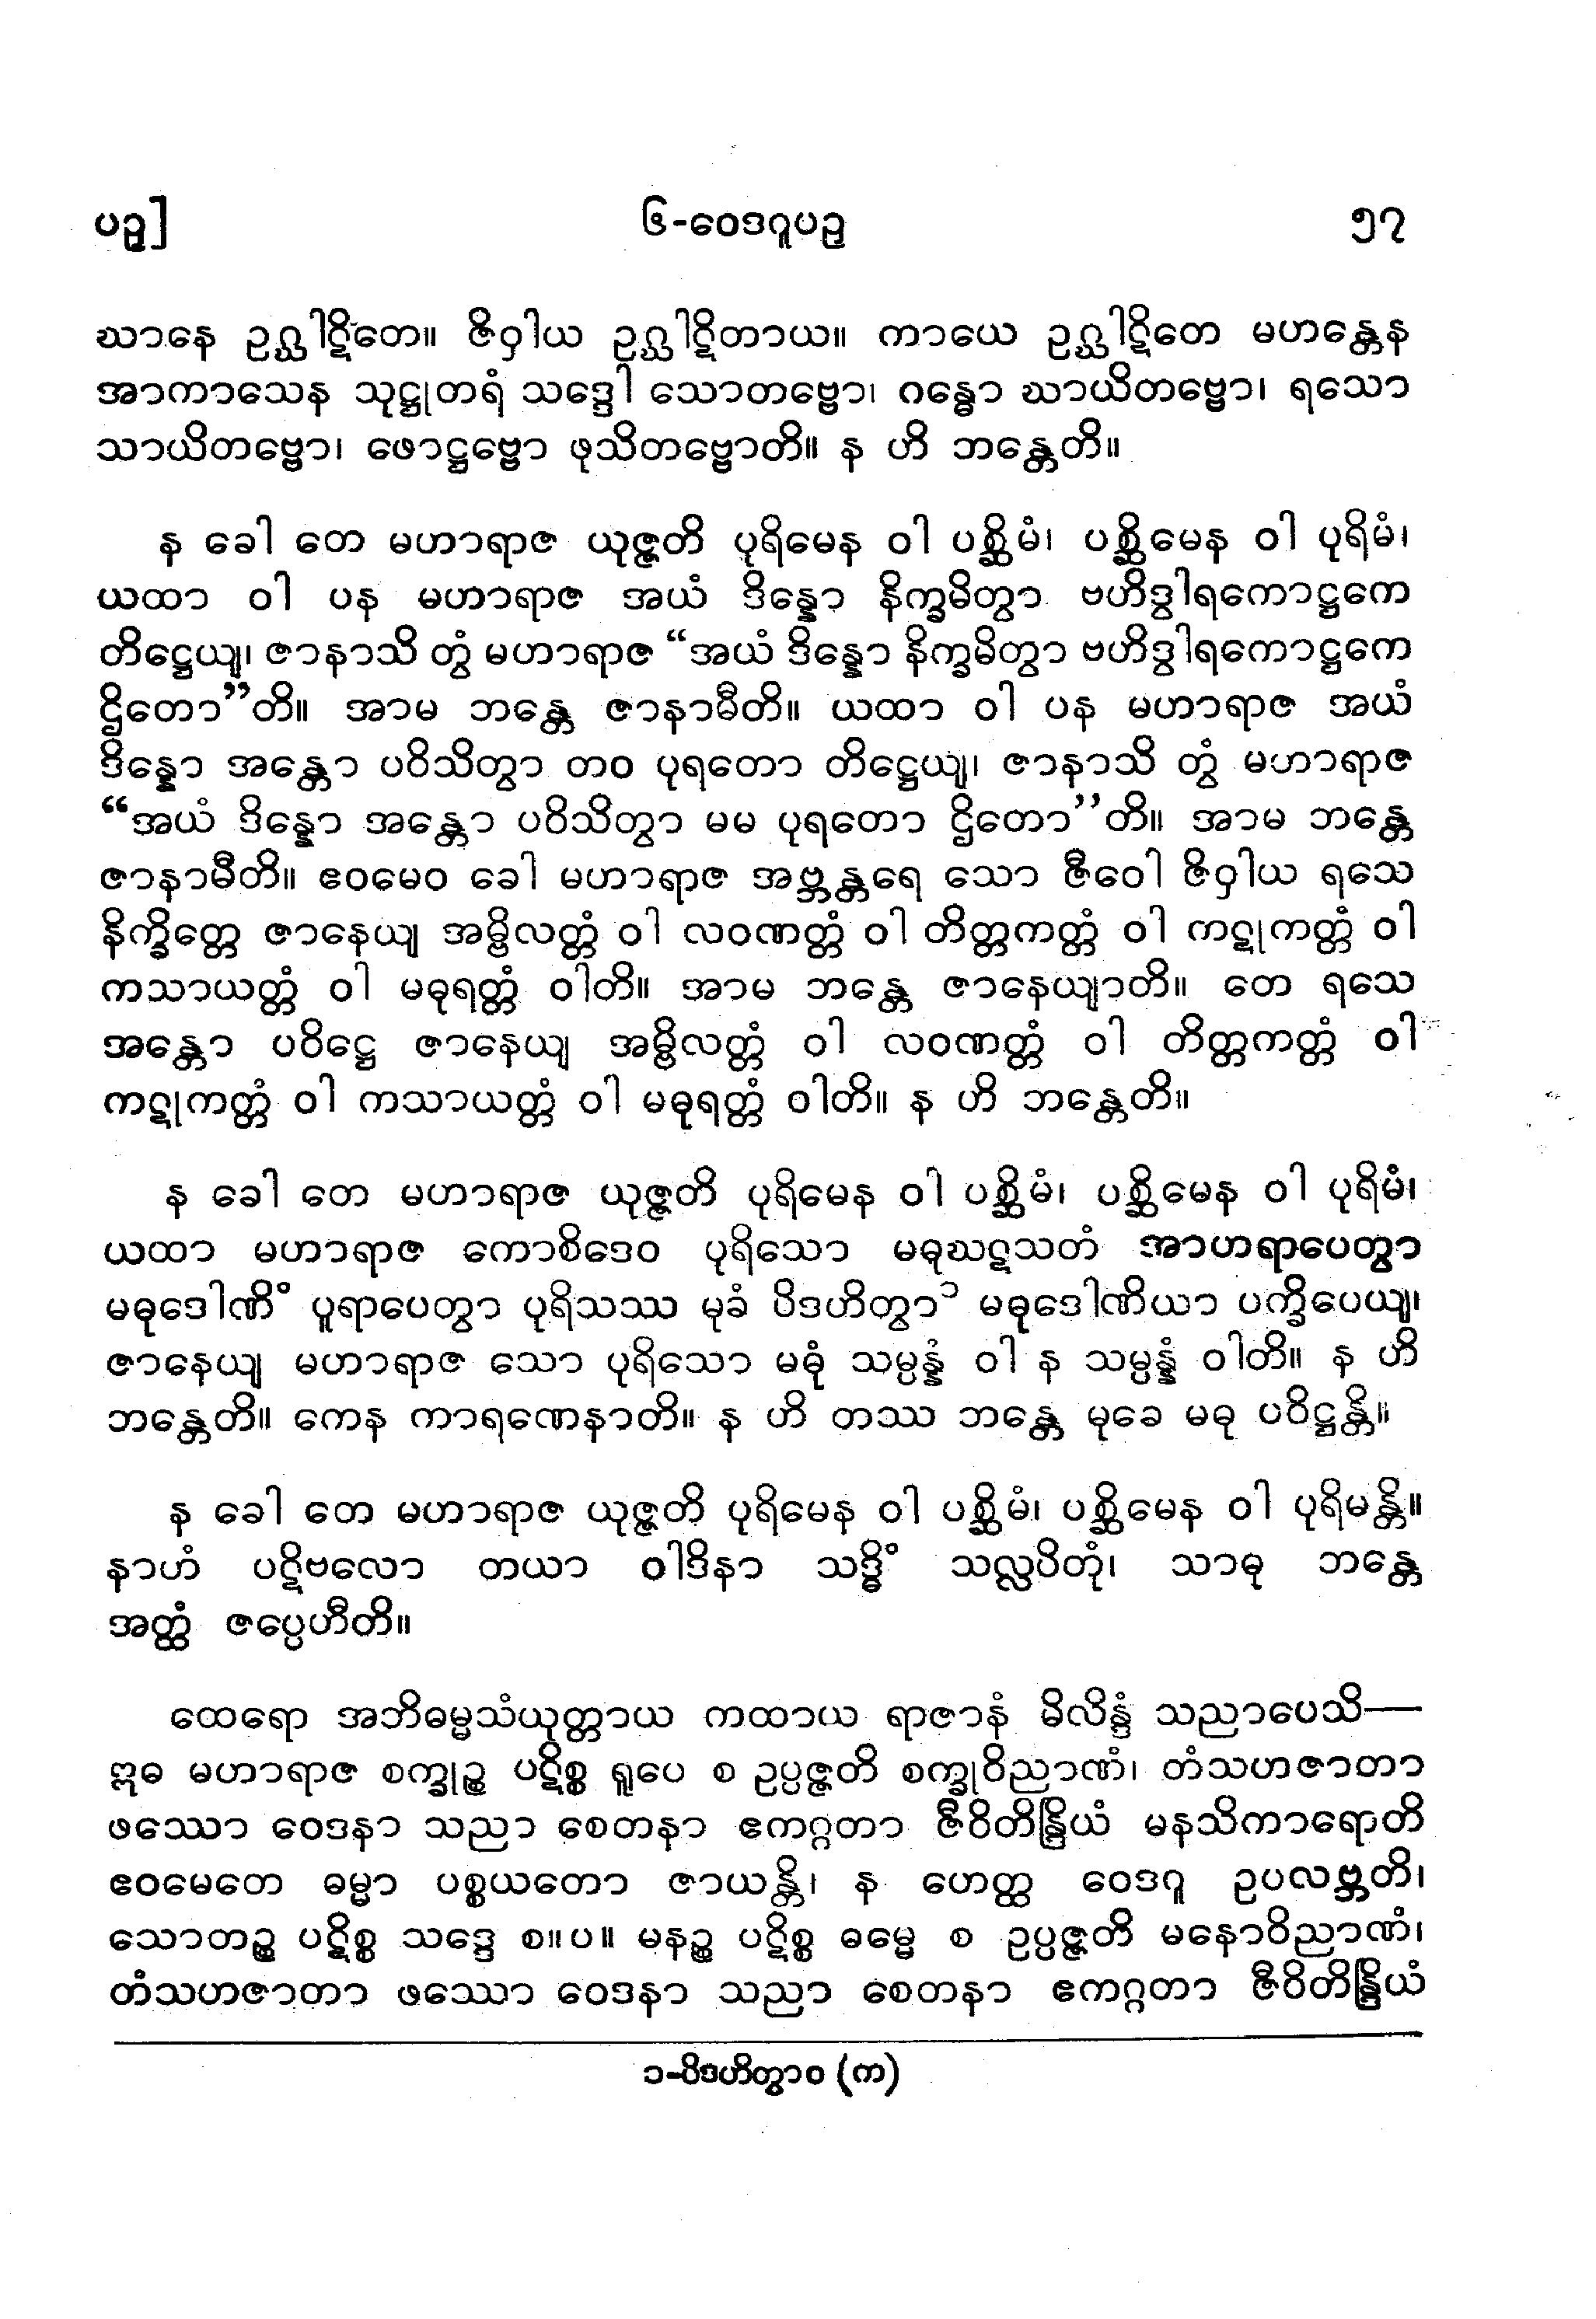 ပဉှ] ၆-ဝေဒဂူပဉှ ၅၇
ဃာနေ ဥဂ္ဃါဋိတေ။ ဇိဝှါယ ဥဂ္ဃါဋိတာယ။ ကာယေ ဥဂ္ဃါဋိတေ မဟန္တေန
အာကာသေန သုဋ္ဌုတရံ သဒ္ဒေါ သောတဗ္ဗော၊ ဂန္ဓော ဃာယိတဗ္ဗော၊ ရသော
သာယိတဗ္ဗော၊ ဖောဋ္ဌဗ္ဗော ဖုသိတဗ္ဗောတိ။ န ဟိ ဘန္တေတိ။
န ခေါ တေ မဟာရာဇ ယုဇ္ဇတိ ပုရိမေန ဝါ ပစ္ဆိမံ၊ ပစ္ဆိမေန ဝါ ပုရိမံ၊
ယထာ ဝါ ပန မဟာရာဇ အယံ ဒိန္နော နိက္ခမိတွာ ဗဟိဒွါရကောဋ္ဌကေ
တိဋ္ဌေယျ၊ ဇာနာသိ တွံ မဟာရာဇ “အယံ ဒိန္နော နိက္ခမိတွာ ဗဟိဒွါရကောဋ္ဌကေ
ဌိတော”တိ။ အာမ ဘန္တေ ဇာနာမီတိ။ ယထာ ဝါ ပန မဟာရာဇ အယံ
ဒိန္နော အန္တော ပဝိသိတွာ တဝ ပုရတော တိဋ္ဌေယျ၊ ဇာနာသိ တွံ မဟာရာဇ
“အယံ ဒိန္နော အန္တော ပဝိသိတွာ မမ ပုရတော ဌိတော”တိ။ အာမ ဘန္တေ
ဇာနာမီတိ။ ဧဝမေဝ ခေါ မဟာရာဇ အဗ္ဘန္တရေ သော ဇီဝေါ ဇိဝှါယ ရသေ
နိက္ခိတ္တေ ဇာနေယျ အမ္ဗိလတ္တံ ဝါ လဝဏတ္တံ ဝါ တိတ္တကတ္တံ ဝါ ကဋုကတ္တံ ဝါ
ကသာယတ္တံ ဝါ မဓုရတ္တံ ဝါတိ။ အာမ ဘန္တေ ဇာနေယျာတိ။ တေ ရသေ
အန္တော ပဝိဋ္ဌေ ဇာနေယျ အမ္ဗိလတ္တံ ဝါ လဝဏတ္တံ ဝါ တိတ္တကတ္တံ ဝါ
ကဋုကတ္တံ ဝါ ကသာယတ္တံ ဝါ မဓုရတ္တံ ဝါတိ။ န ဟိ ဘန္တေတိ။
န ခေါ တေ မဟာရာဇ ယုဇ္ဇတိ ပုရိမေန ဝါ ပစ္ဆိမံ၊ ပစ္ဆိမေန ဝါ ပုရိမံ၊
ယထာ မဟာရာဇ ကောစိဒေဝ ပုရိသော မဓုဃဋသတံ အာဟရာပေတွာ
မဓုဒေါဏိံ ပူရာပေတွာ ပုရိသဿ မုခံ ပိဒဟိတွာ ၁ မဓုဒေါဏိယာ ပက္ခိပေယျ၊
ဇာနေယျ မဟာရာဇ သော ပုရိသော မဓုံ သမ္ပန္နံ ဝါ န သမ္ပန္နံ ဝါတိ။ န ဟိ
ဘန္တေတိ။ ကေန ကာရဏေနာတိ။ န ဟိ တဿ ဘန္တေ မုခေ မဓု ပဝိဋ္ဌန္တိ။
န ခေါ တေ မဟာရာဇ ယုဇ္ဇတိ ပုရိမေန ဝါ ပစ္ဆိမံ၊ ပစ္ဆိမေန ဝါ ပုရိမန္တိ။
နာဟံ ပဋိဗလော တယာ ဝါဒိနာ သဒ္ဓိံ သလ္လပိတုံ၊ သာဓု ဘန္တေ
အတ္ထံ ဇပ္ပေဟီတိ။
ထေရော အဘိဓမ္မသံယုတ္တာယ ကထာယ ရာဇာနံ မိလိန္ဒံ သညာပေသိ—
ဣဓ မဟာရာဇ စက္ခုဉ္စ ပဋိစ္စ ရူပေ စ ဥပ္ပဇ္ဇတိ စက္ခုဝိညာဏံ၊ တံသဟဇာတာ
ဖဿော ဝေဒနာ သညာ စေတနာ ဧကဂ္ဂတာ ဇီဝိတိန္ဒြိယံ မနသိကာရောတိ
ဧဝမေတေ ဓမ္မာ ပစ္စယတော ဇာယန္တိ၊ န ဟေတ္ထ ဝေဒဂူ ဥပလဗ္ဘတိ၊
သောတဉ္စ ပဋိစ္စ သဒ္ဒေ စ။ပ။ မနဉ္စ ပဋိစ္စ ဓမ္မေ စ ဥပ္ပဇ္ဇတိ မနောဝိညာဏံ၊
တံသဟဇာတာ ဖဿော ဝေဒနာ သညာ စေတနာ ဧကဂ္ဂတာ ဇီဝိတိန္ဒြိယံ
၁-ပိဒဟိတွာဝ (က)